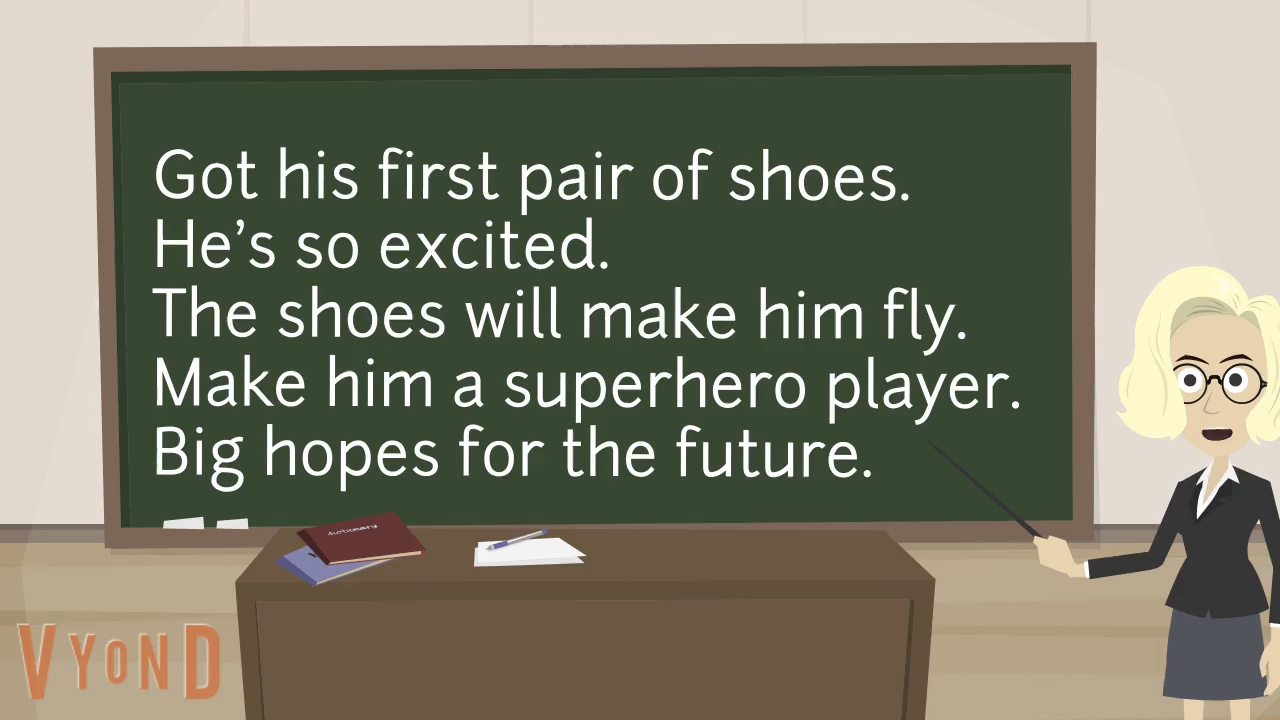 Got his first pair of shoes.
He’s so excited.
The shoes will make him fly.
Make him a superhero player.
Big hopes for the future.
dictionary
VYOND